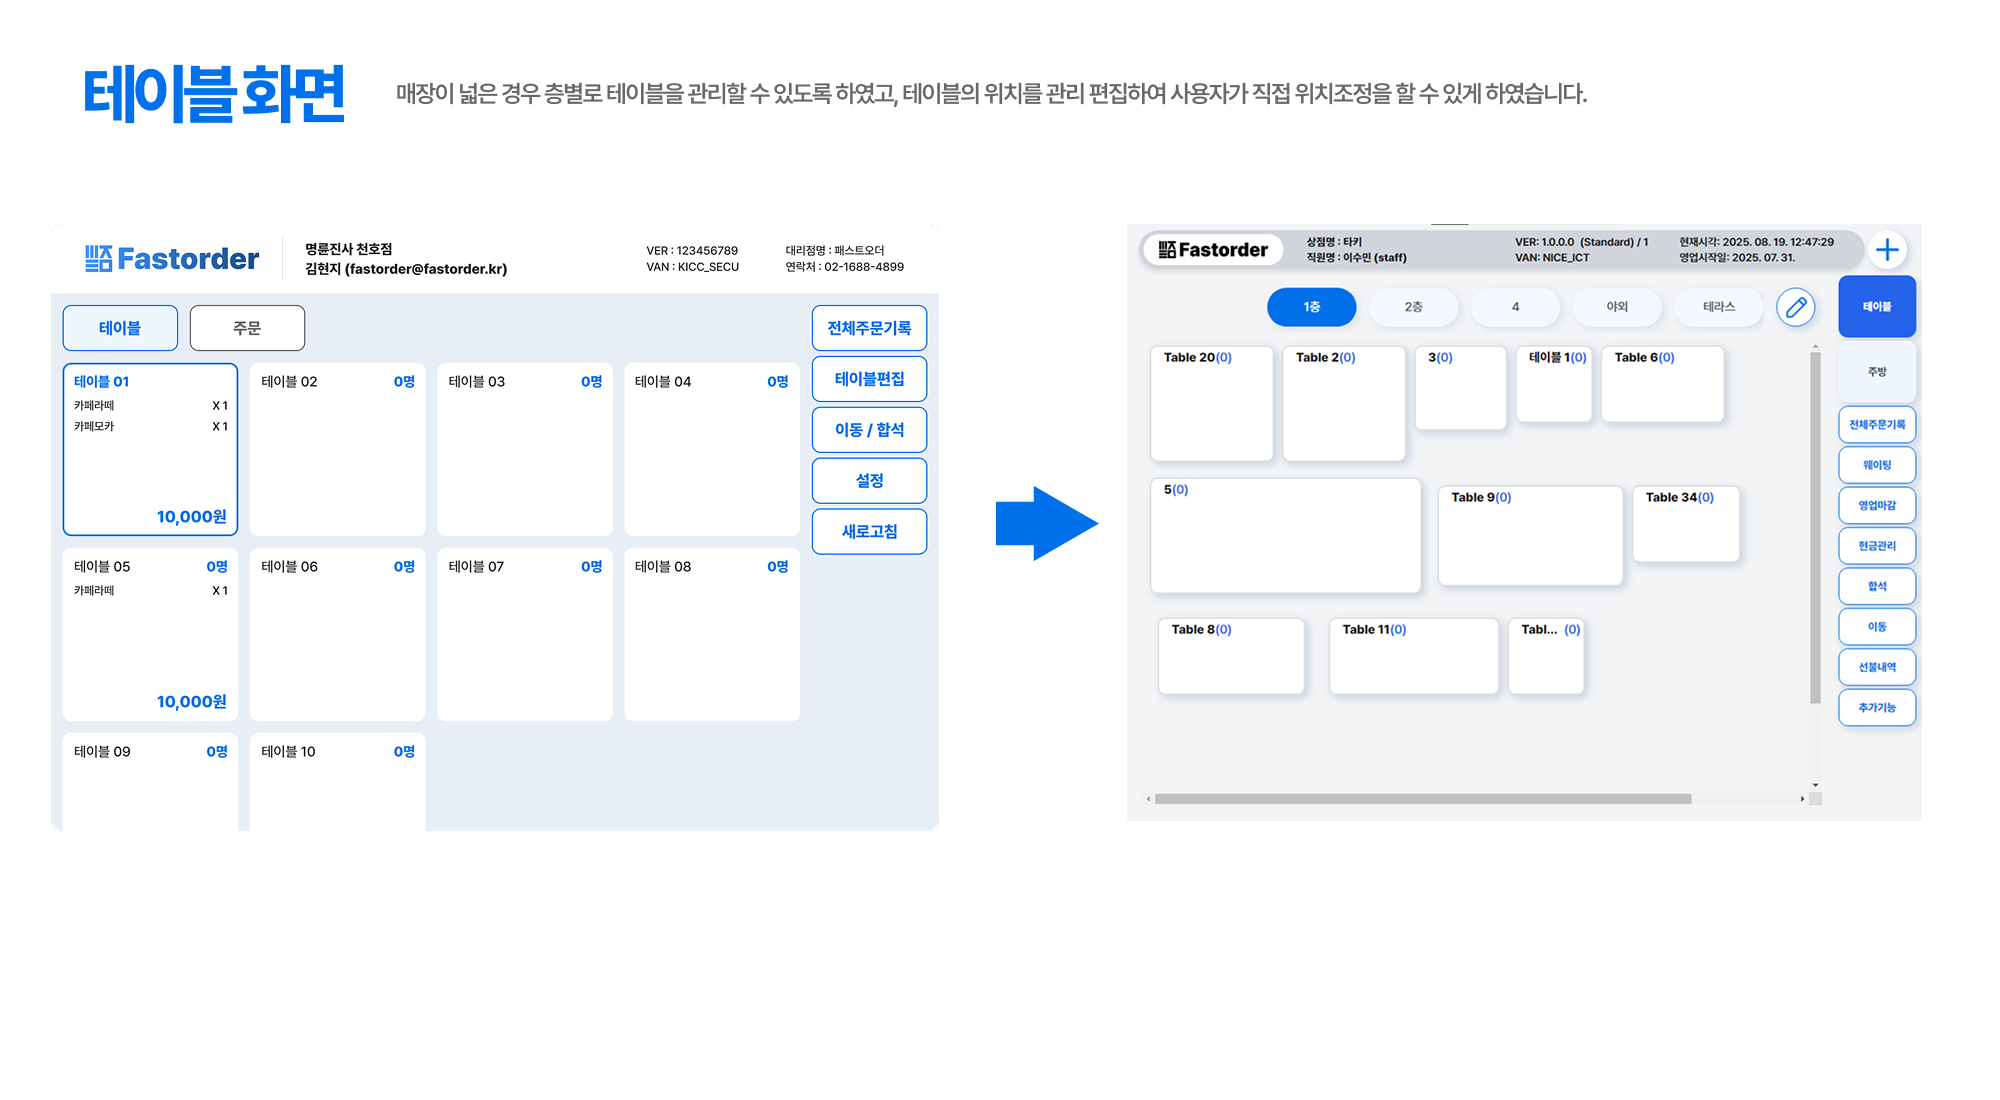 테이블 화면
매장이 넓은 경우 층별로 테이블을 관리할 수 있도록 하였고, 테이블의 위치를 관리 편집하여 사용자가 직접 위치조정을 할 수 있게 하였습니다.
Fastorder
명륜진사 천호점
김현지 (fastorder@fastorder.kr)
VER : 123456789
VAN : KICC_SECU
대리점명 : 패스트오더
연락처 : 02-1688-4899
테이블
주문
전체주문기록
테이블편집
이동 / 합석
설정
새로고침
테이블 01
카페라떼 X 1
카페모카 X 1
10,000원
테이블 02 0명
테이블 03 0명
테이블 04 0명
테이블 05 0명
카페라떼 X 1
10,000원
테이블 06 0명
테이블 07 0명
테이블 08 0명
테이블 09 0명
테이블 10 0명
Fastorder
상점명 : 타키
직원명 : 이수민 (staff)
VER: 1.0.0.0 (Standard) / 1
VAN: NICE_ICT
현재시각: 2025. 08. 19. 12:47:29
영업시작일: 2025. 07. 31.
1층
2층
4
야외
테라스
Table 20(0)
Table 2(0)
3(0)
테이블 1(0)
Table 6(0)
5(0)
Table 9(0)
Table 34(0)
Table 8(0)
Table 11(0)
Tabl... (0)
테이블
주방
전체주문기록
웨이팅
영업마감
현금관리
합석
이동
선불내역
추가기능